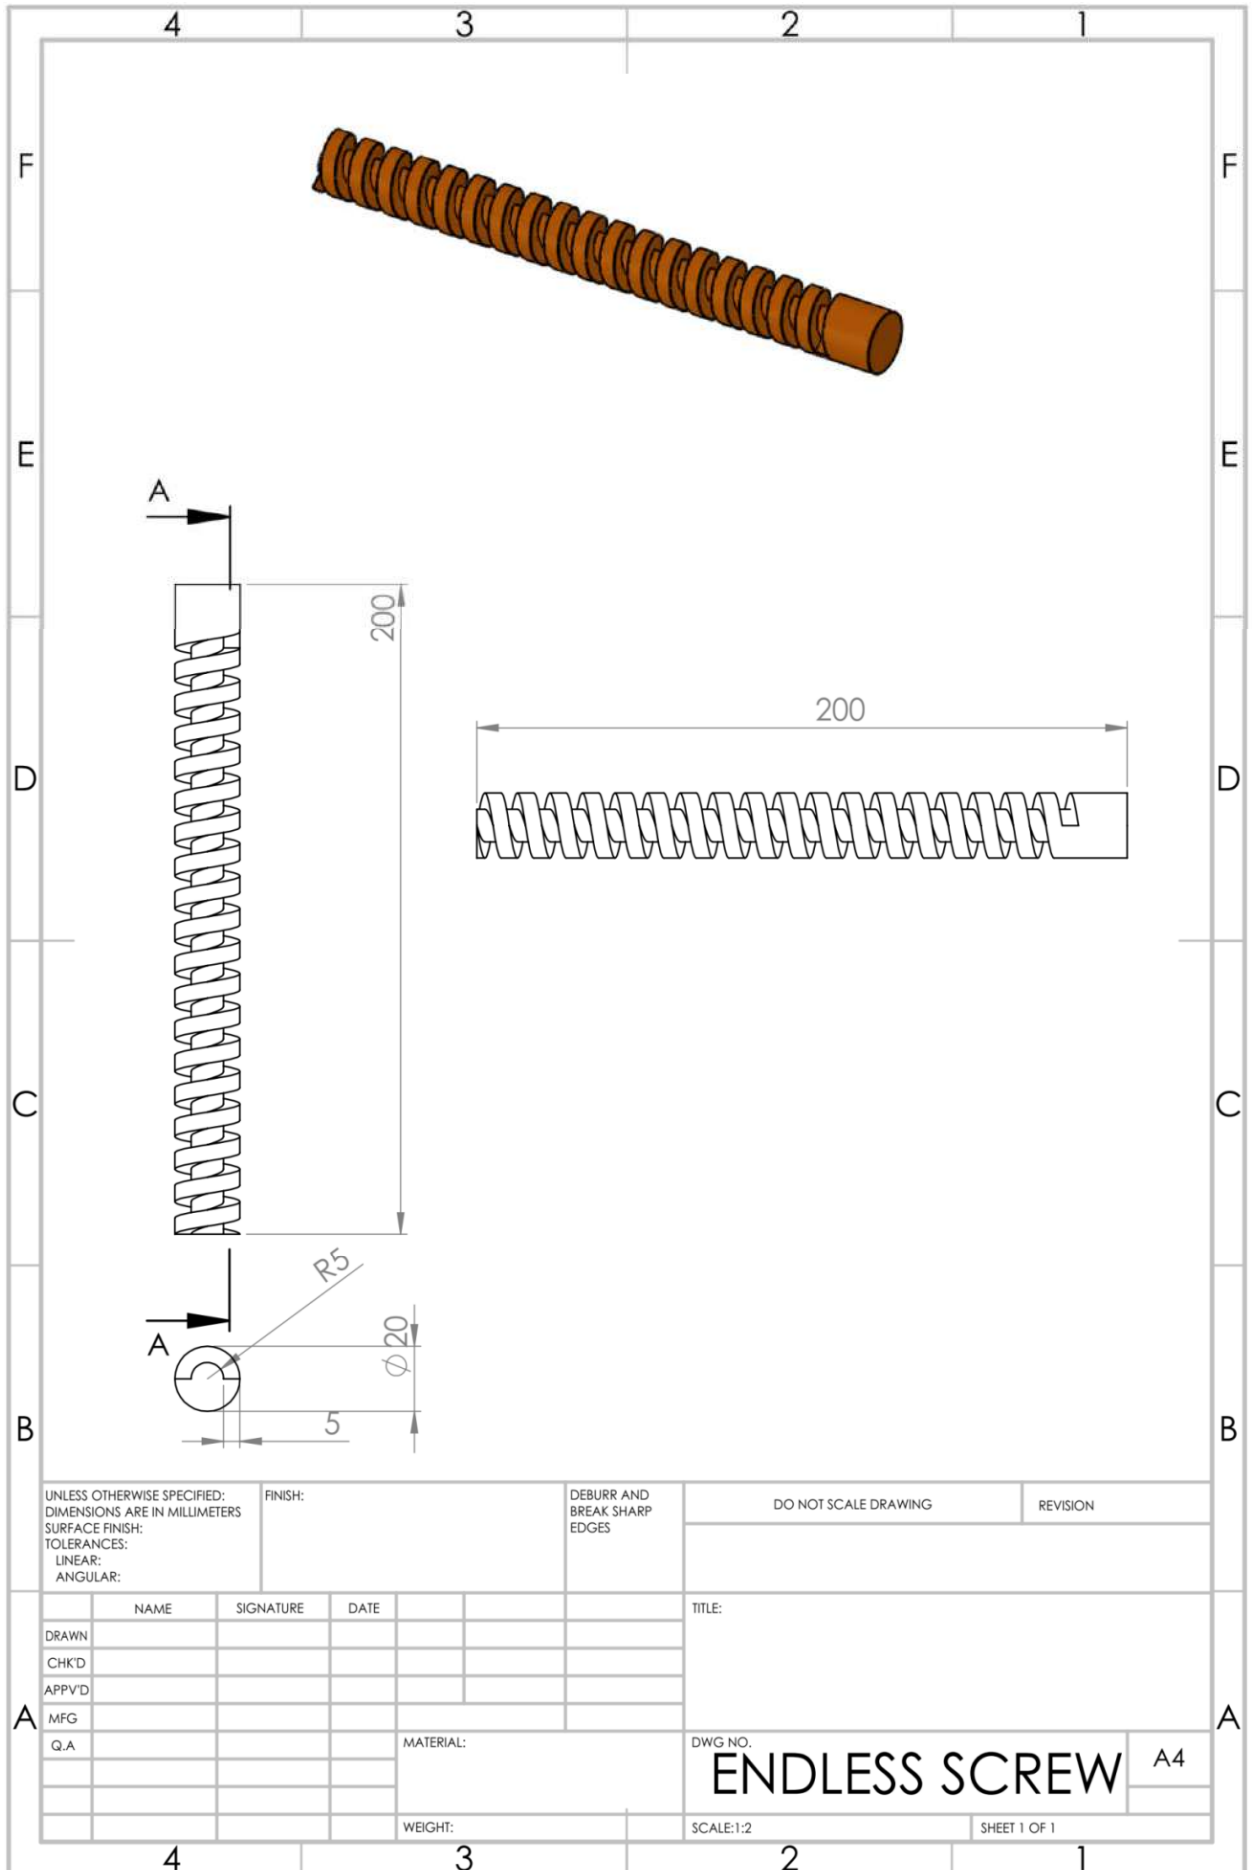 4 3 2 1
F F
E E
A
200
200
D D
C C
R5
A
Ø 20
5
B B
UNLESS OTHERWISE SPECIFIED:
DIMENSIONS ARE IN MILLIMETERS
SURFACE FINISH:
TOLERANCES:
LINEAR:
ANGULAR:
FINISH:
DEBURR AND
BREAK SHARP
EDGES
DO NOT SCALE DRAWING
REVISION
NAME SIGNATURE DATE
TITLE:
DRAWN
CHK'D
APPV'D
MFG
A A
Q.A
MATERIAL:
DWG NO.
ENDLESS SCREW
A4
WEIGHT:
SCALE:1:2
SHEET 1 OF 1
4 3 2 1